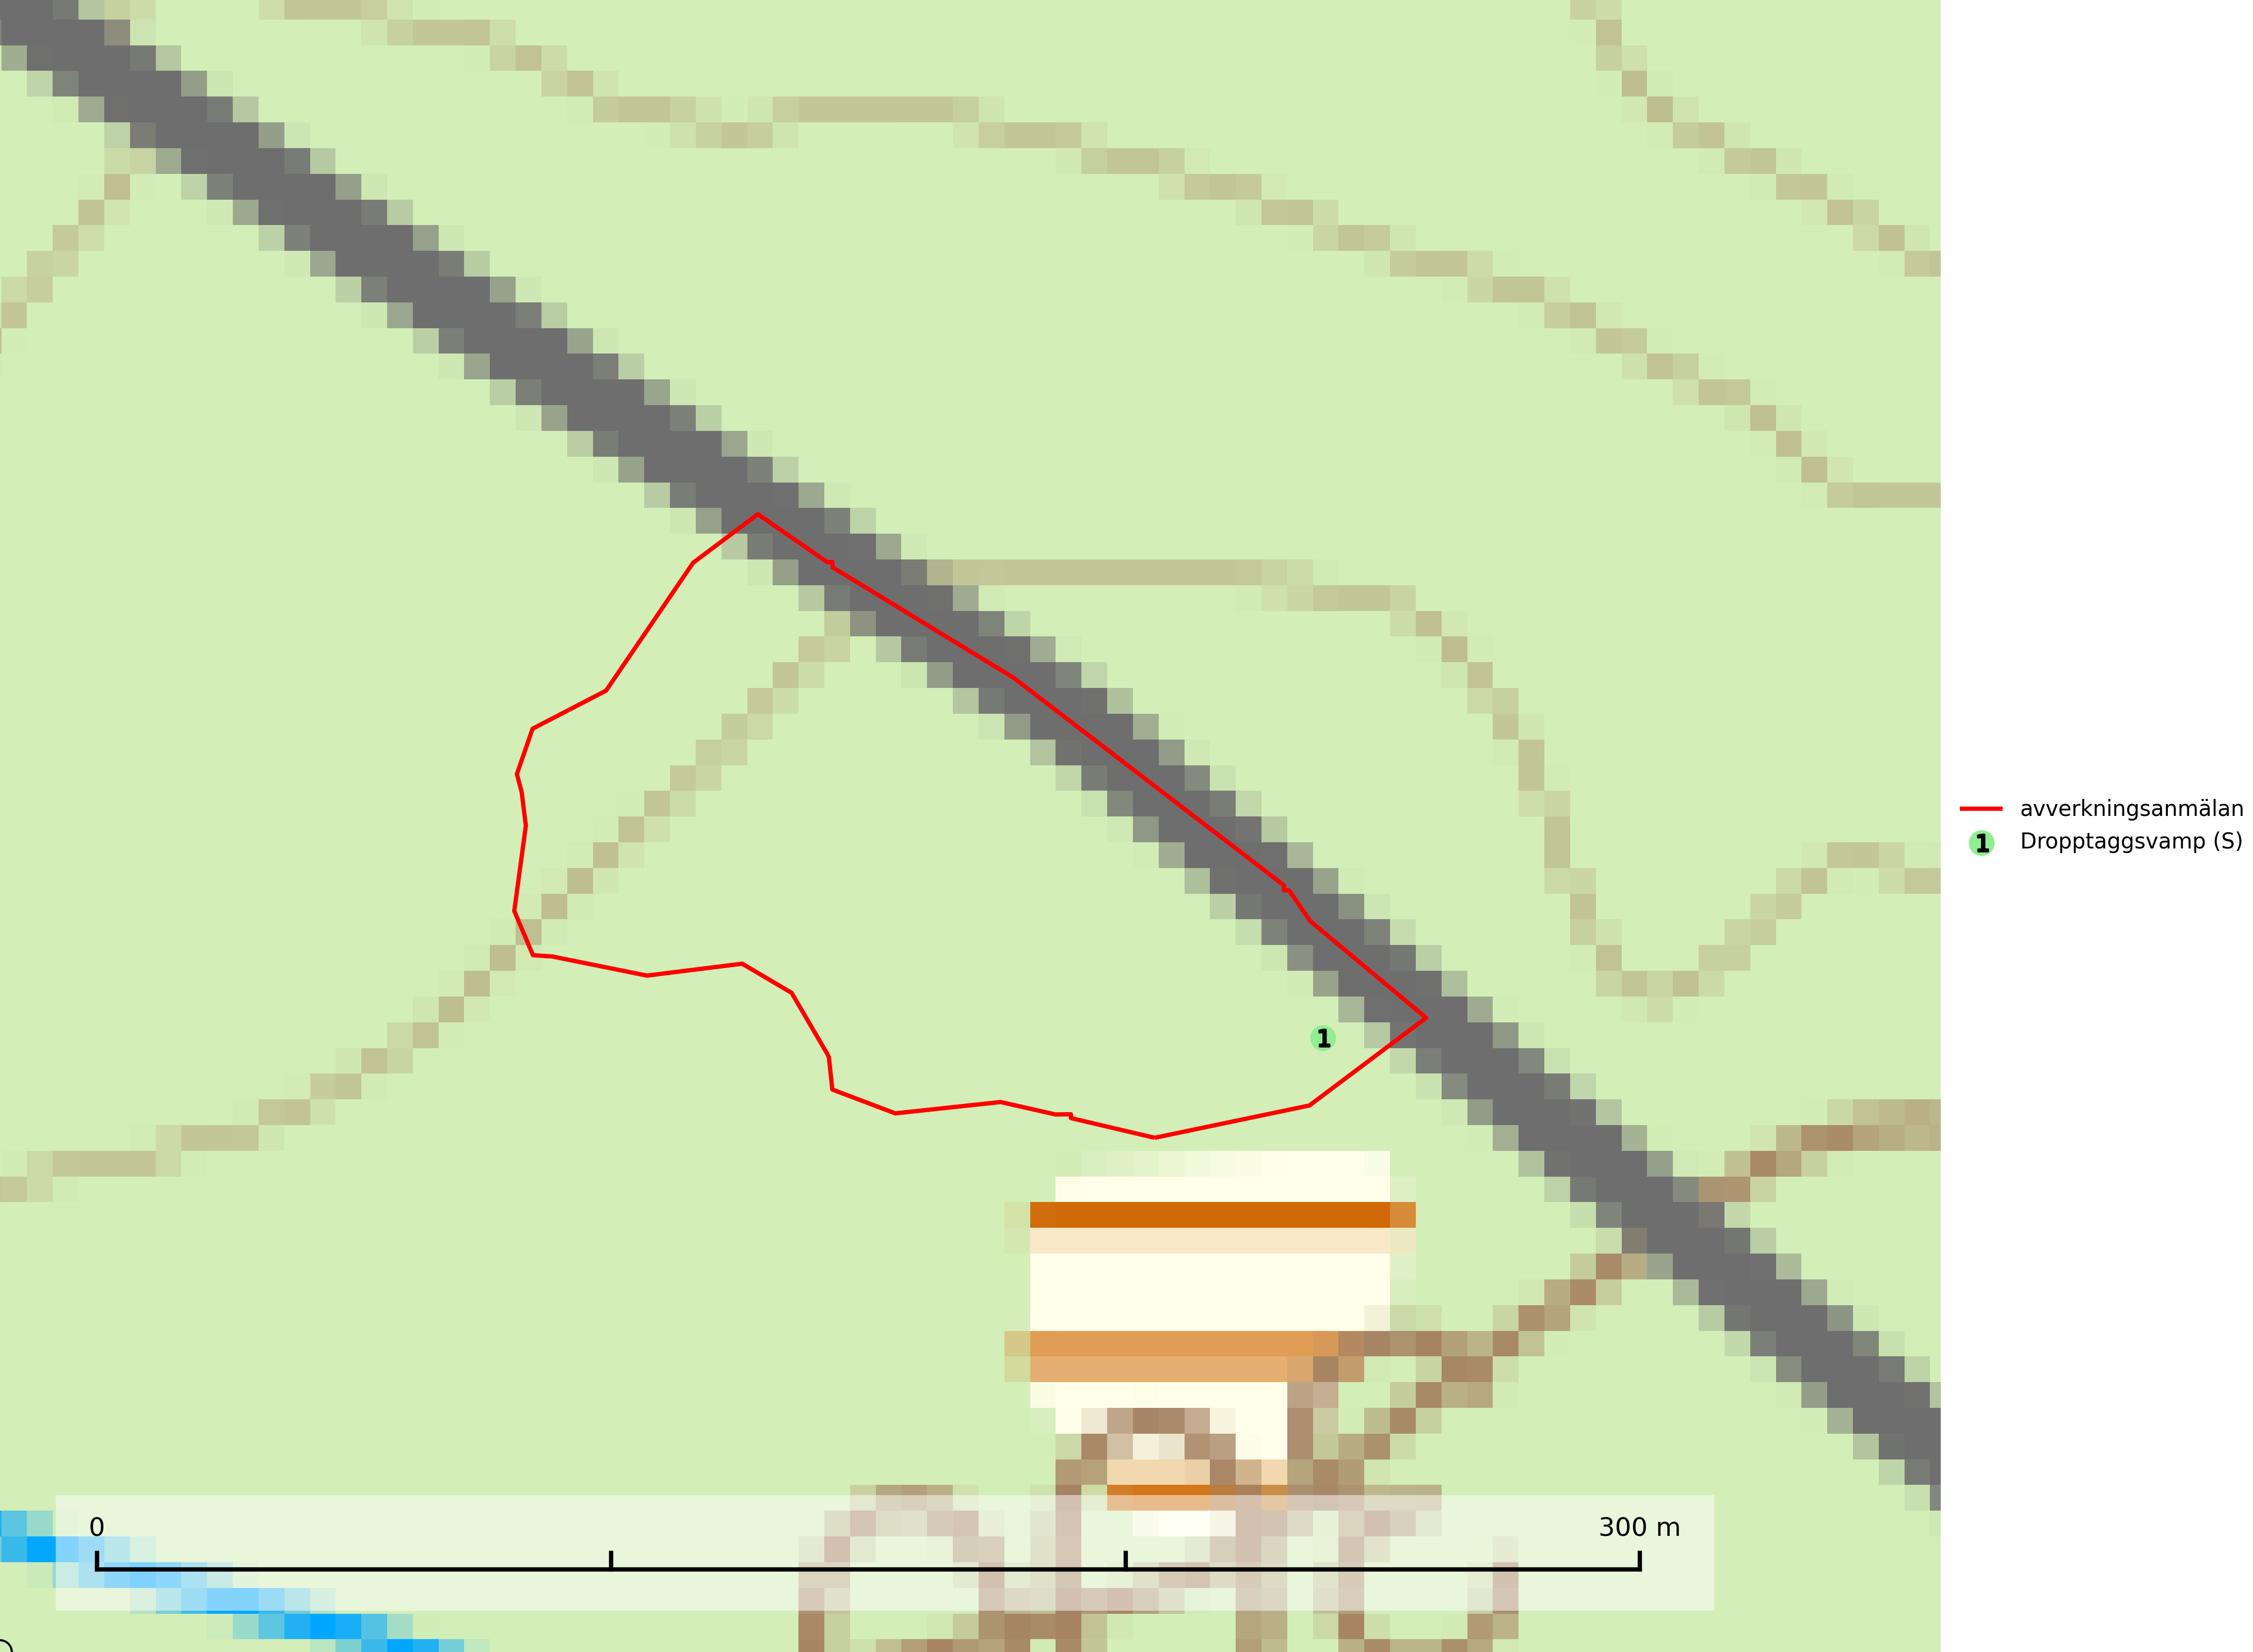 avverkningsanmälan
1 Dropptaggsvamp (S)
1
0 300 m